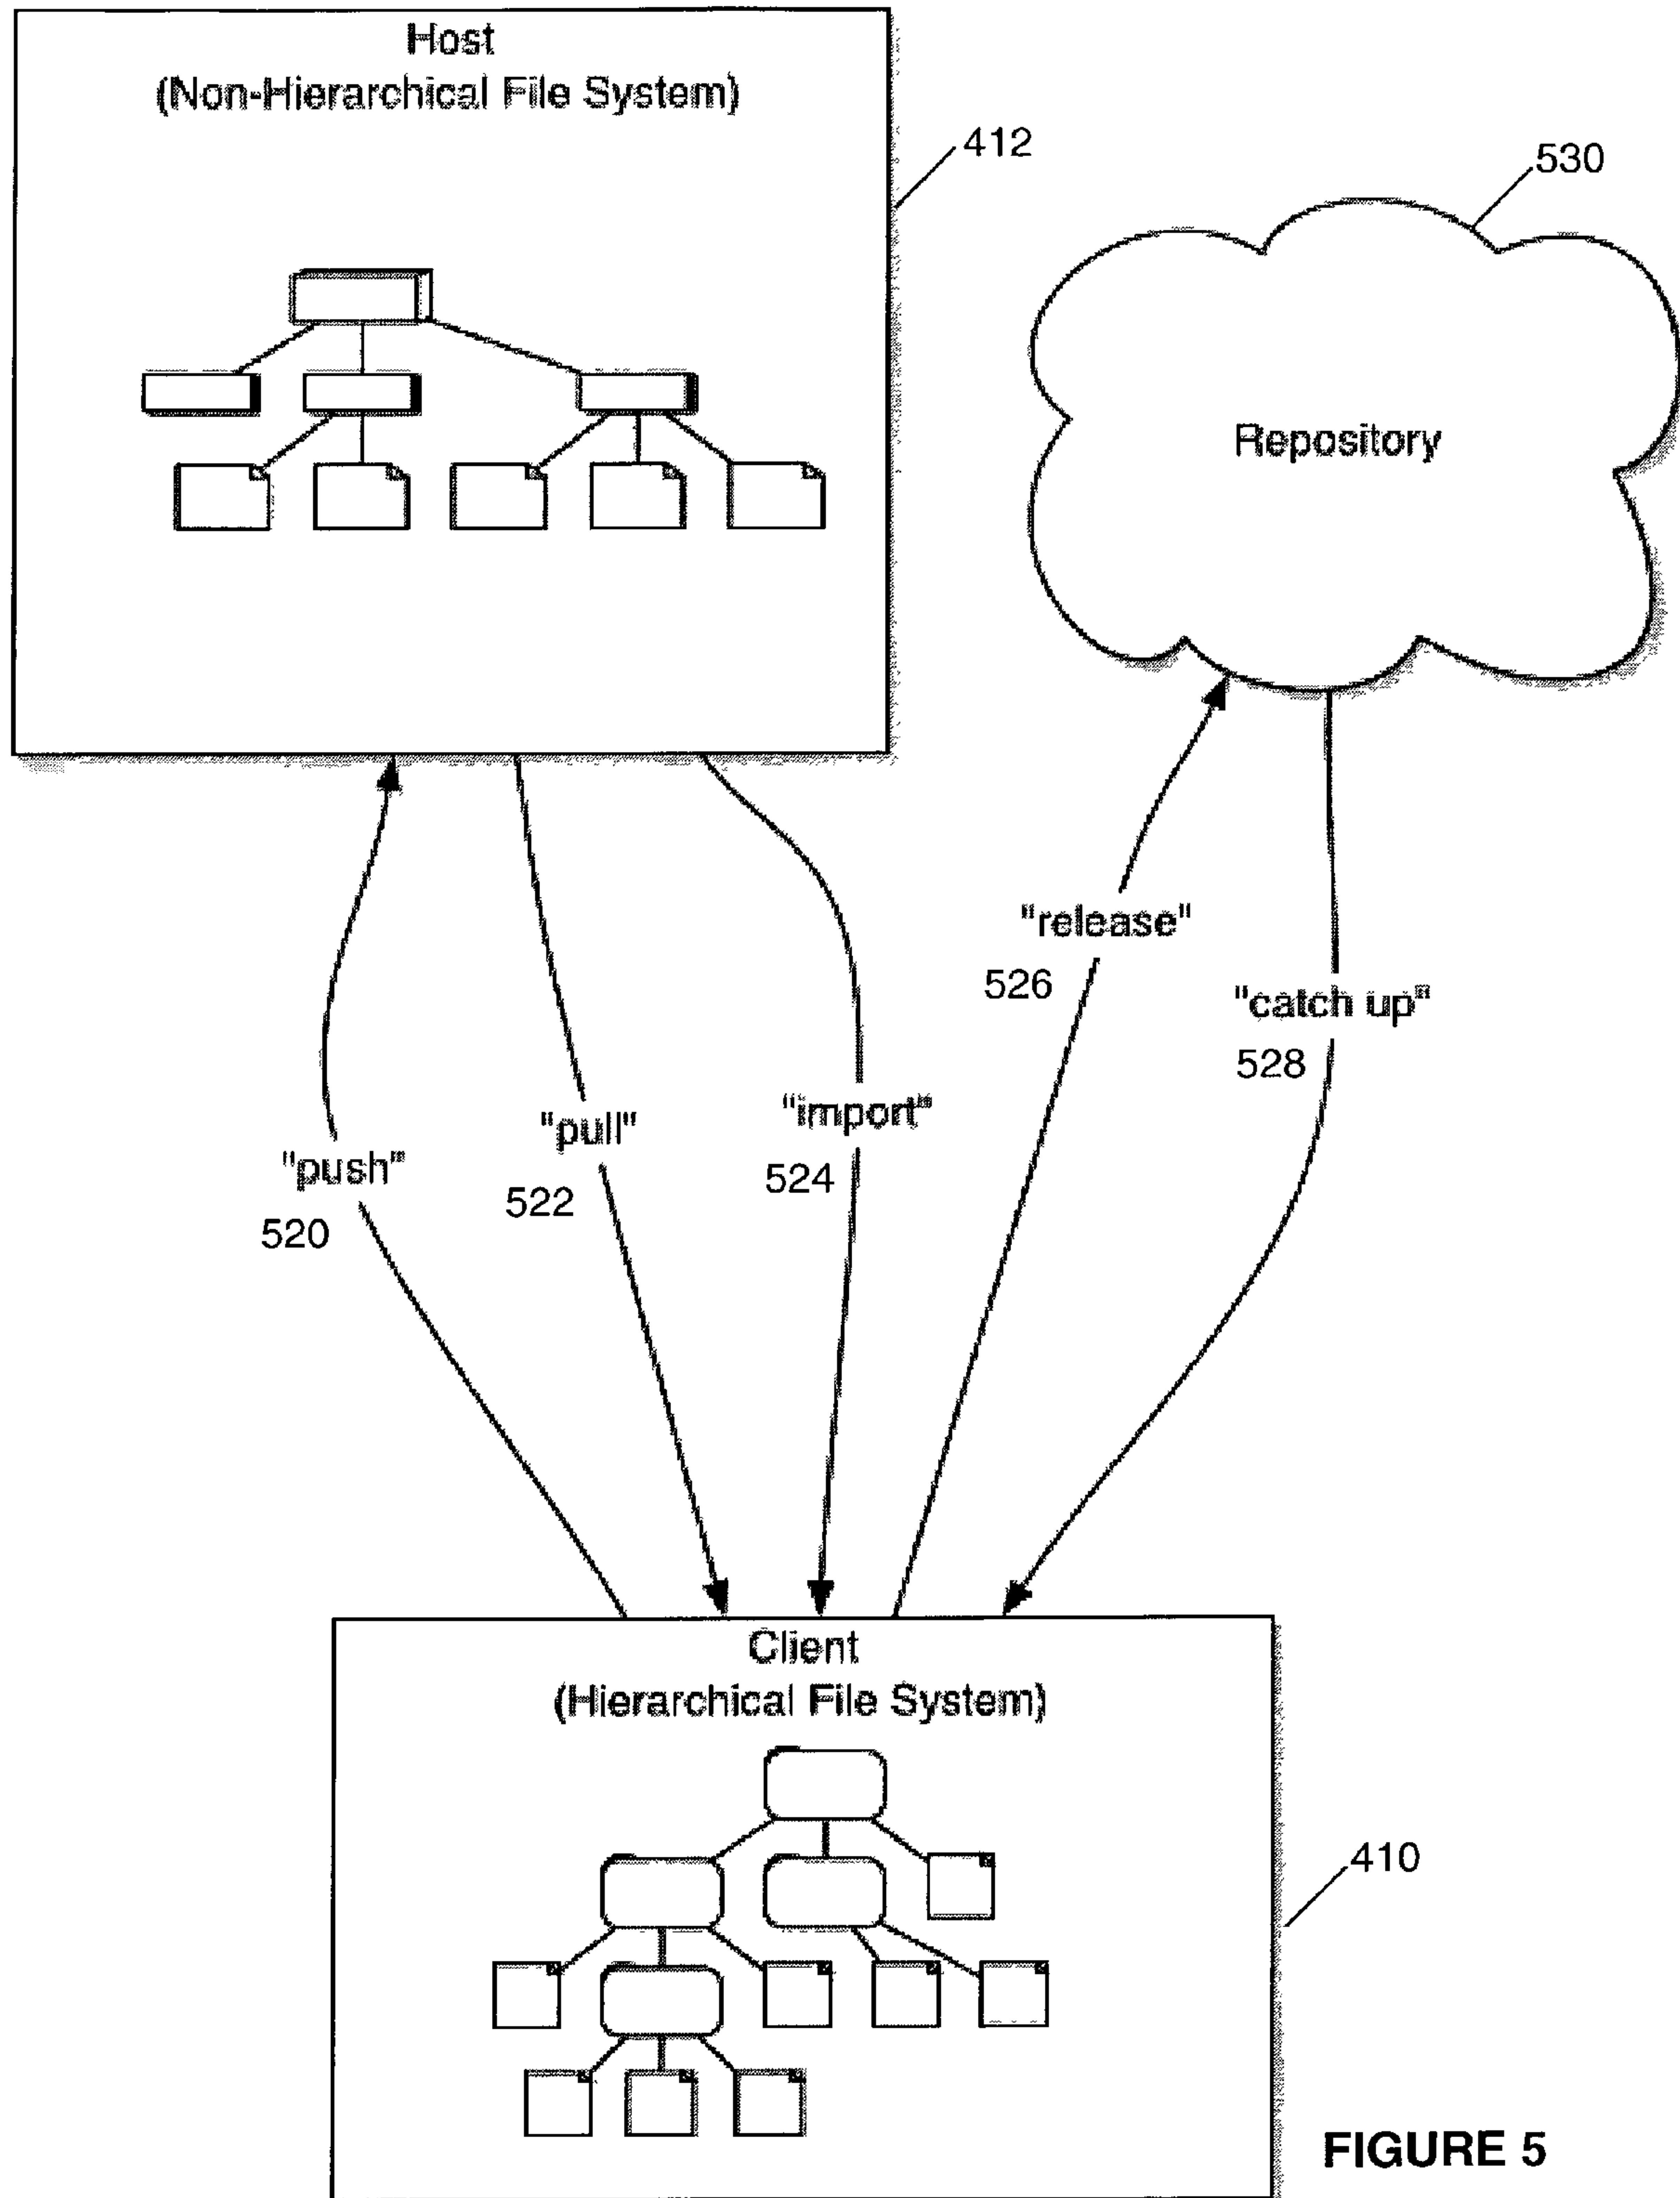 Host
(Non-Hierarchical File System)
412
530
Repository
"release"
526
"catch up"
528
"import"
524
"pull"
522
"push"
520
Client
(Hierarchical File System)
410
FIGURE 5